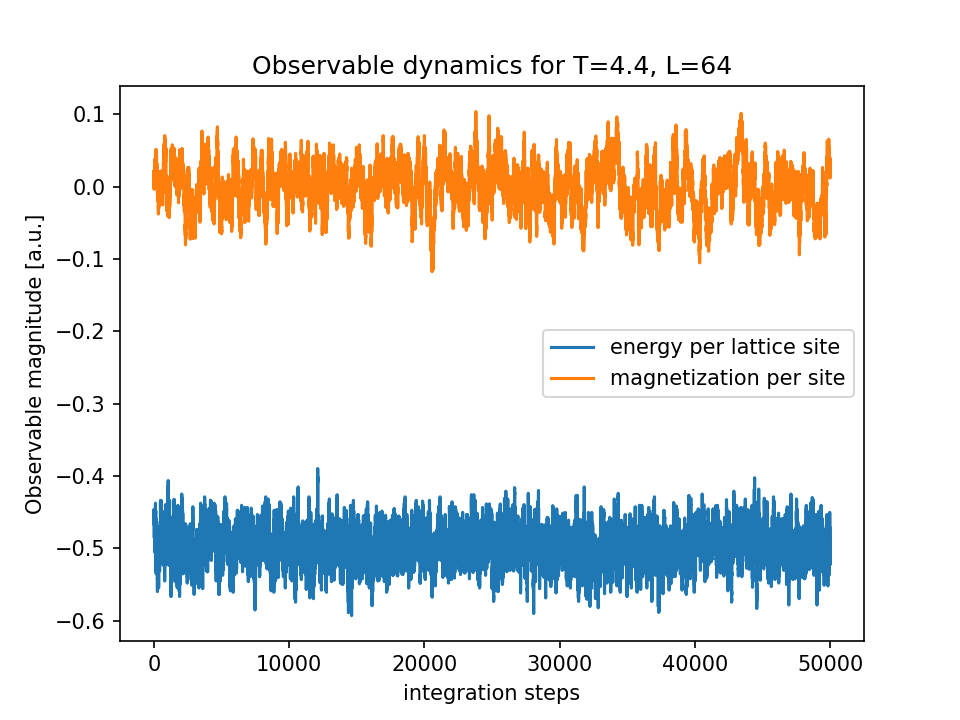 Observable dynamics for T=4.4, L=64
Observable magnitude [a.u.]
0.1
0.0
−0.1
−0.2
−0.3
−0.4
−0.5
−0.6
energy per lattice site
magnetization per site
0
10000
20000
30000
40000
50000
integration steps